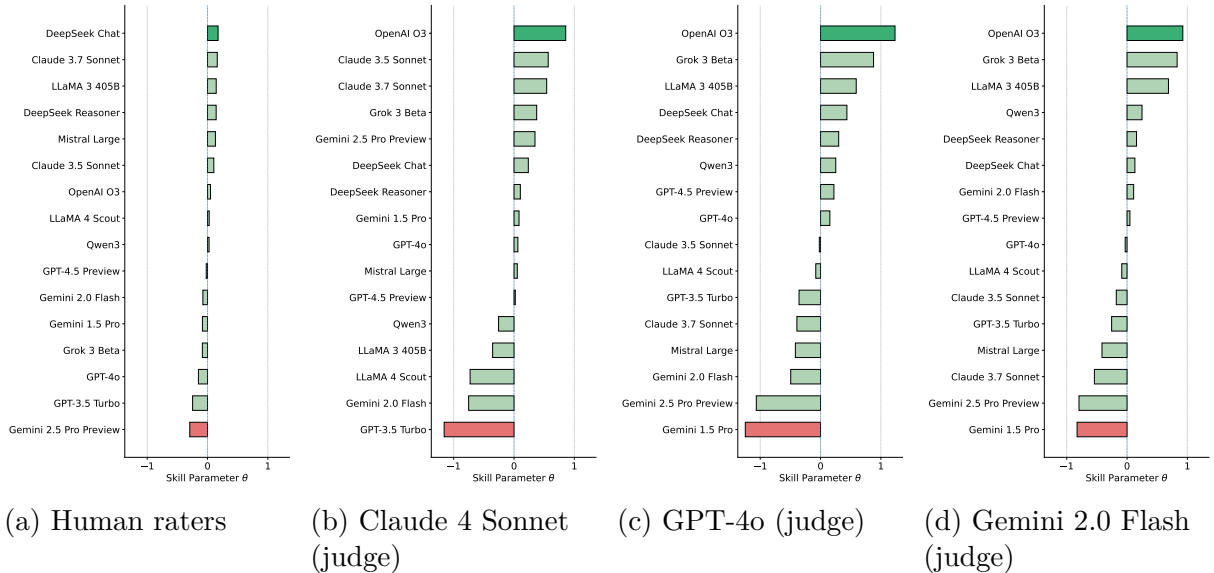 DeepSeek Chat
Claude 3.7 Sonnet
LLaMA 3 405B
DeepSeek Reasoner
Mistral Large
Claude 3.5 Sonnet
OpenAI O3
LLaMA 4 Scout
Qwen3
GPT-4.5 Preview
Gemini 2.0 Flash
Gemini 1.5 Pro
Grok 3 Beta
GPT-4o
GPT-3.5 Turbo
Gemini 2.5 Pro Preview
−1 0 1
Skill Parameter θ
(a) Human raters
OpenAI O3
Claude 3.5 Sonnet
Claude 3.7 Sonnet
Grok 3 Beta
Gemini 2.5 Pro Preview
DeepSeek Chat
DeepSeek Reasoner
Gemini 1.5 Pro
GPT-4o
Mistral Large
GPT-4.5 Preview
Qwen3
LLaMA 3 405B
LLaMA 4 Scout
Gemini 2.0 Flash
GPT-3.5 Turbo
−1 0 1
Skill Parameter θ
(b) Claude 4 Sonnet
(judge)
OpenAI O3
Grok 3 Beta
LLaMA 3 405B
DeepSeek Chat
DeepSeek Reasoner
Qwen3
GPT-4.5 Preview
GPT-4o
Claude 3.5 Sonnet
LLaMA 4 Scout
GPT-3.5 Turbo
Claude 3.7 Sonnet
Mistral Large
Gemini 2.0 Flash
Gemini 2.5 Pro Preview
Gemini 1.5 Pro
−1 0 1
Skill Parameter θ
(c) GPT-4o (judge)
OpenAI O3
Grok 3 Beta
LLaMA 3 405B
Qwen3
DeepSeek Reasoner
DeepSeek Chat
Gemini 2.0 Flash
GPT-4.5 Preview
GPT-4o
LLaMA 4 Scout
Claude 3.5 Sonnet
GPT-3.5 Turbo
Mistral Large
Claude 3.7 Sonnet
Gemini 2.5 Pro Preview
Gemini 1.5 Pro
−1 0 1
Skill Parameter θ
(d) Gemini 2.0 Flash
(judge)